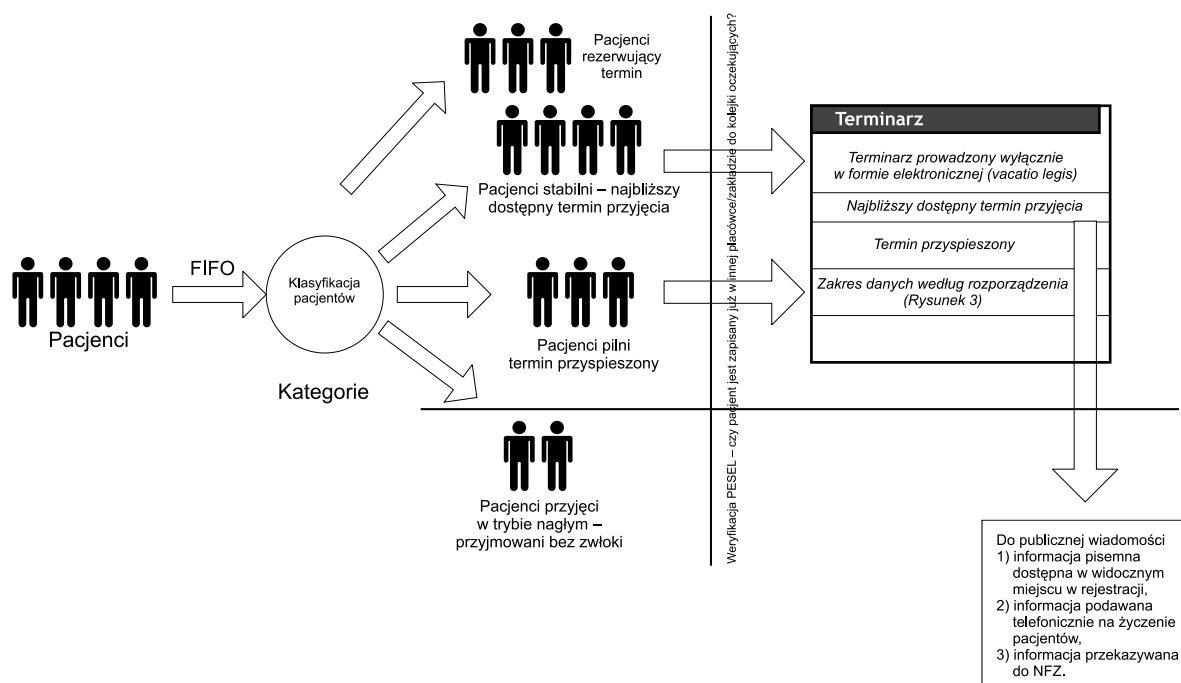 Pacjenci
FIFO
Klasyfikacja
pacjentów
Kategorie
Pacjenci
rezerwujący
termin
Pacjenci stabilni – najbliższy
dostępny termin przyjęcia
Pacjenci pilni
termin przyspieszony
Pacjenci przyjęci
w trybie nagłym –
przyjmowani bez zwłoki
Weryfikacja PESEL – czy pacjent jest zapisany już w innej placówce/zakładzie do kolejki oczekujących?
Terminarz
Terminarz prowadzony wyłącznie
w formie elektronicznej (vacatio legis)
Najbliższy dostępny termin przyjęcia
Termin przyspieszony
Zakres danych według rozporządzenia
(Rysunek 3)
Do publicznej wiadomości
1) informacja pisemna
dostępna w widocznym
miejscu w rejestracji,
2) informacja podawana
telefonicznie na życzenie
pacjentów,
3) informacja przekazywana
do NFZ.